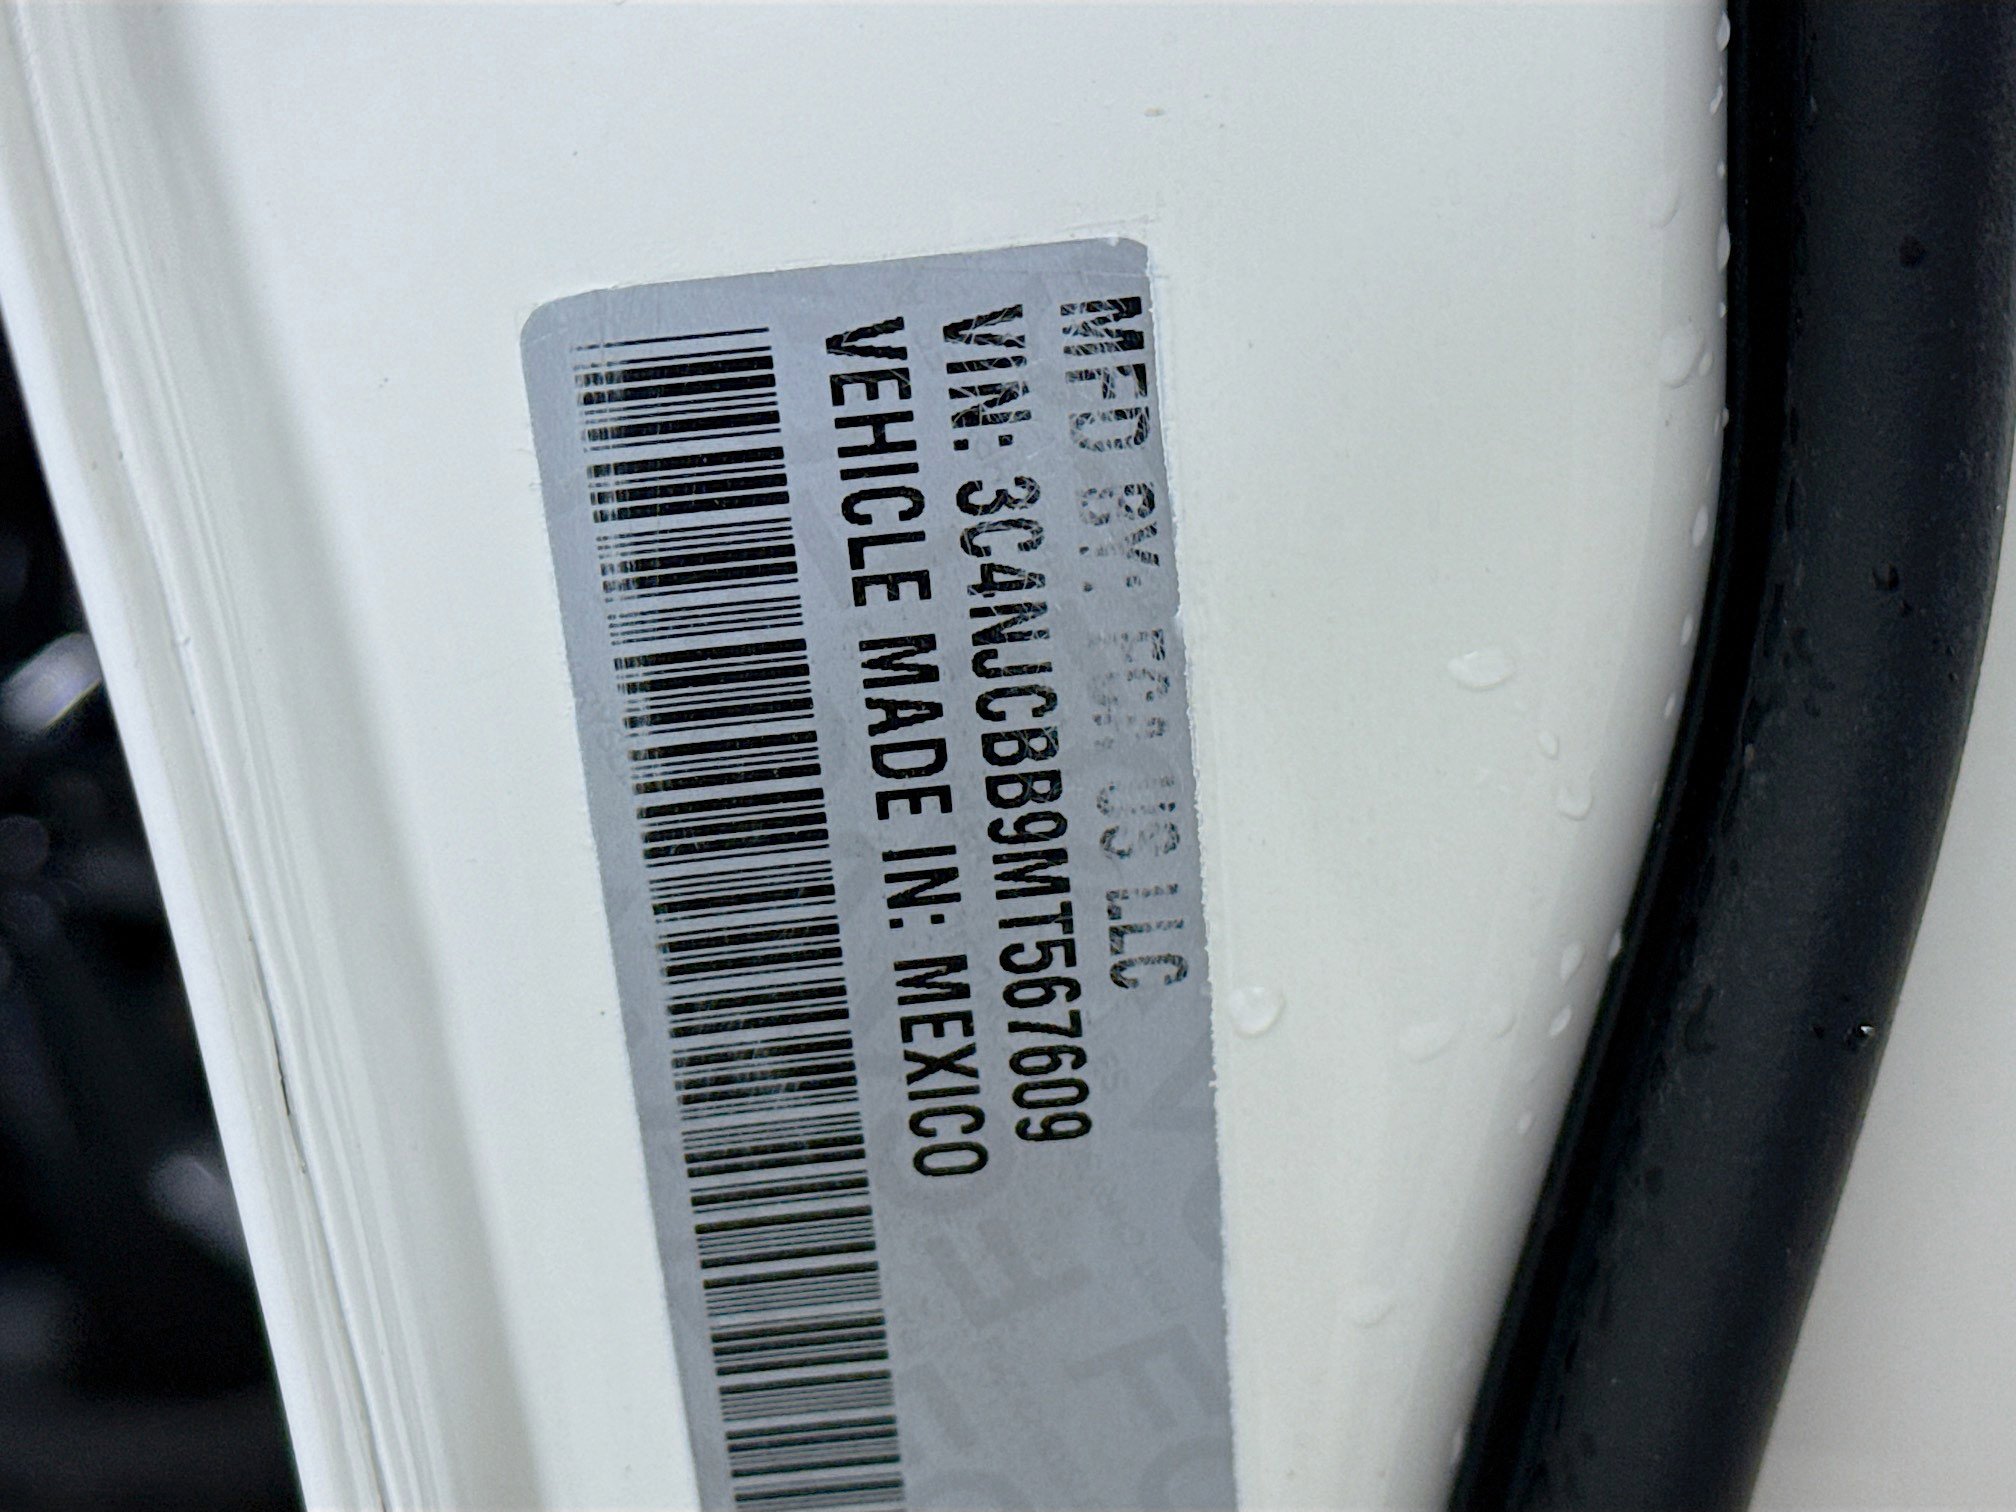 MFD BY: FCA US LLC
VIN: 3C4NJCBB9MT567609
VEHICLE MADE IN: MEXICO